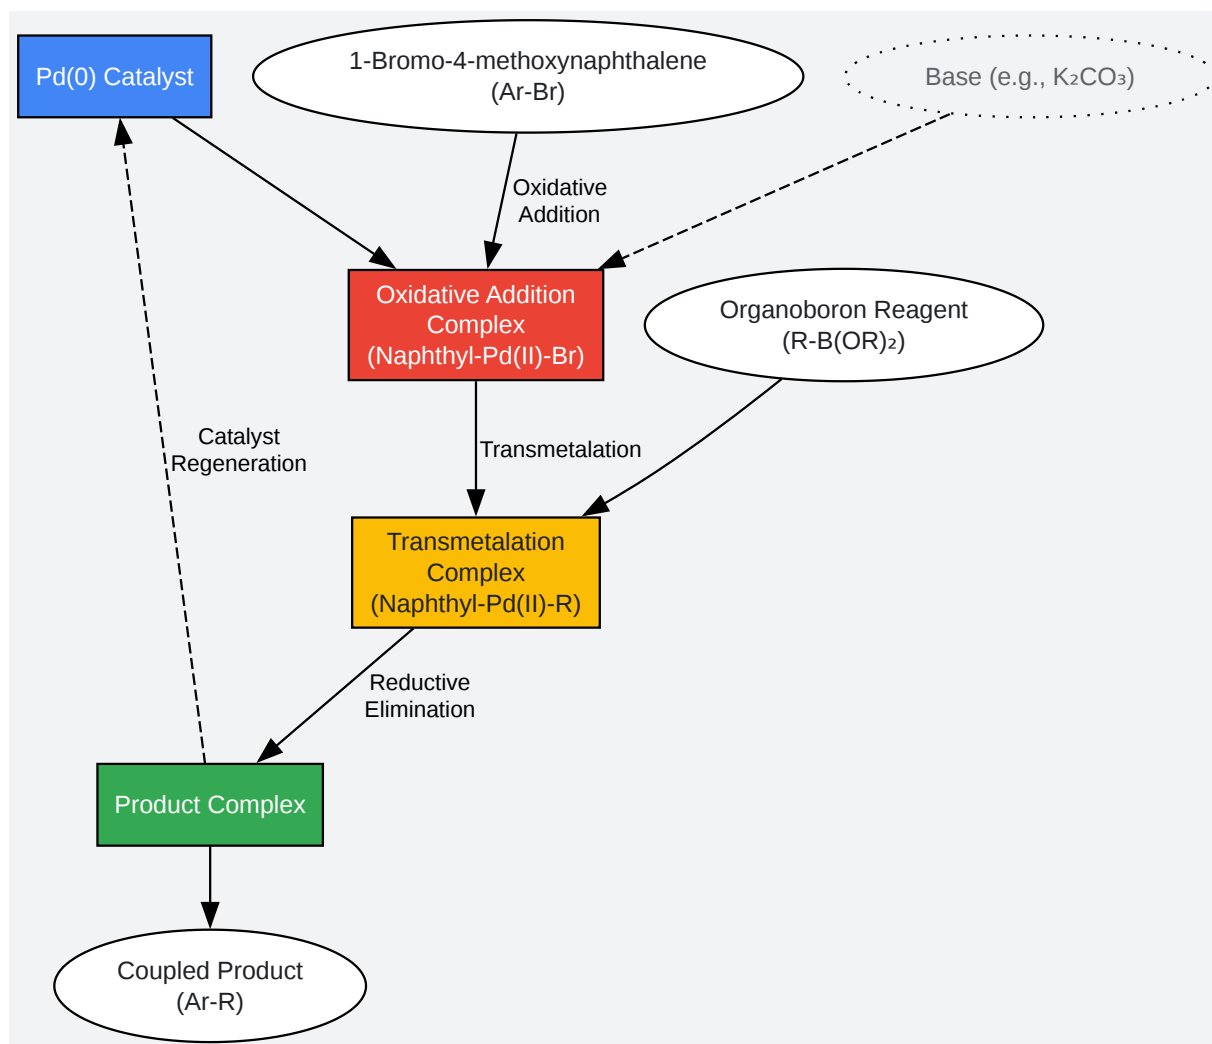 Pd(0) Catalyst
1-Bromo-4-methoxynaphthalene
(Ar-Br)
Base (e.g., K₂CO₃)
Oxidative
Addition
Oxidative Addition
Complex
(Naphthyl-Pd(II)-Br)
Organoboron Reagent
(R-B(OR)₂)
Catalyst
Regeneration
Transmetalation
Transmetalation
Complex
(Naphthyl-Pd(II)-R)
Reductive
Elimination
Product Complex
Coupled Product
(Ar-R)